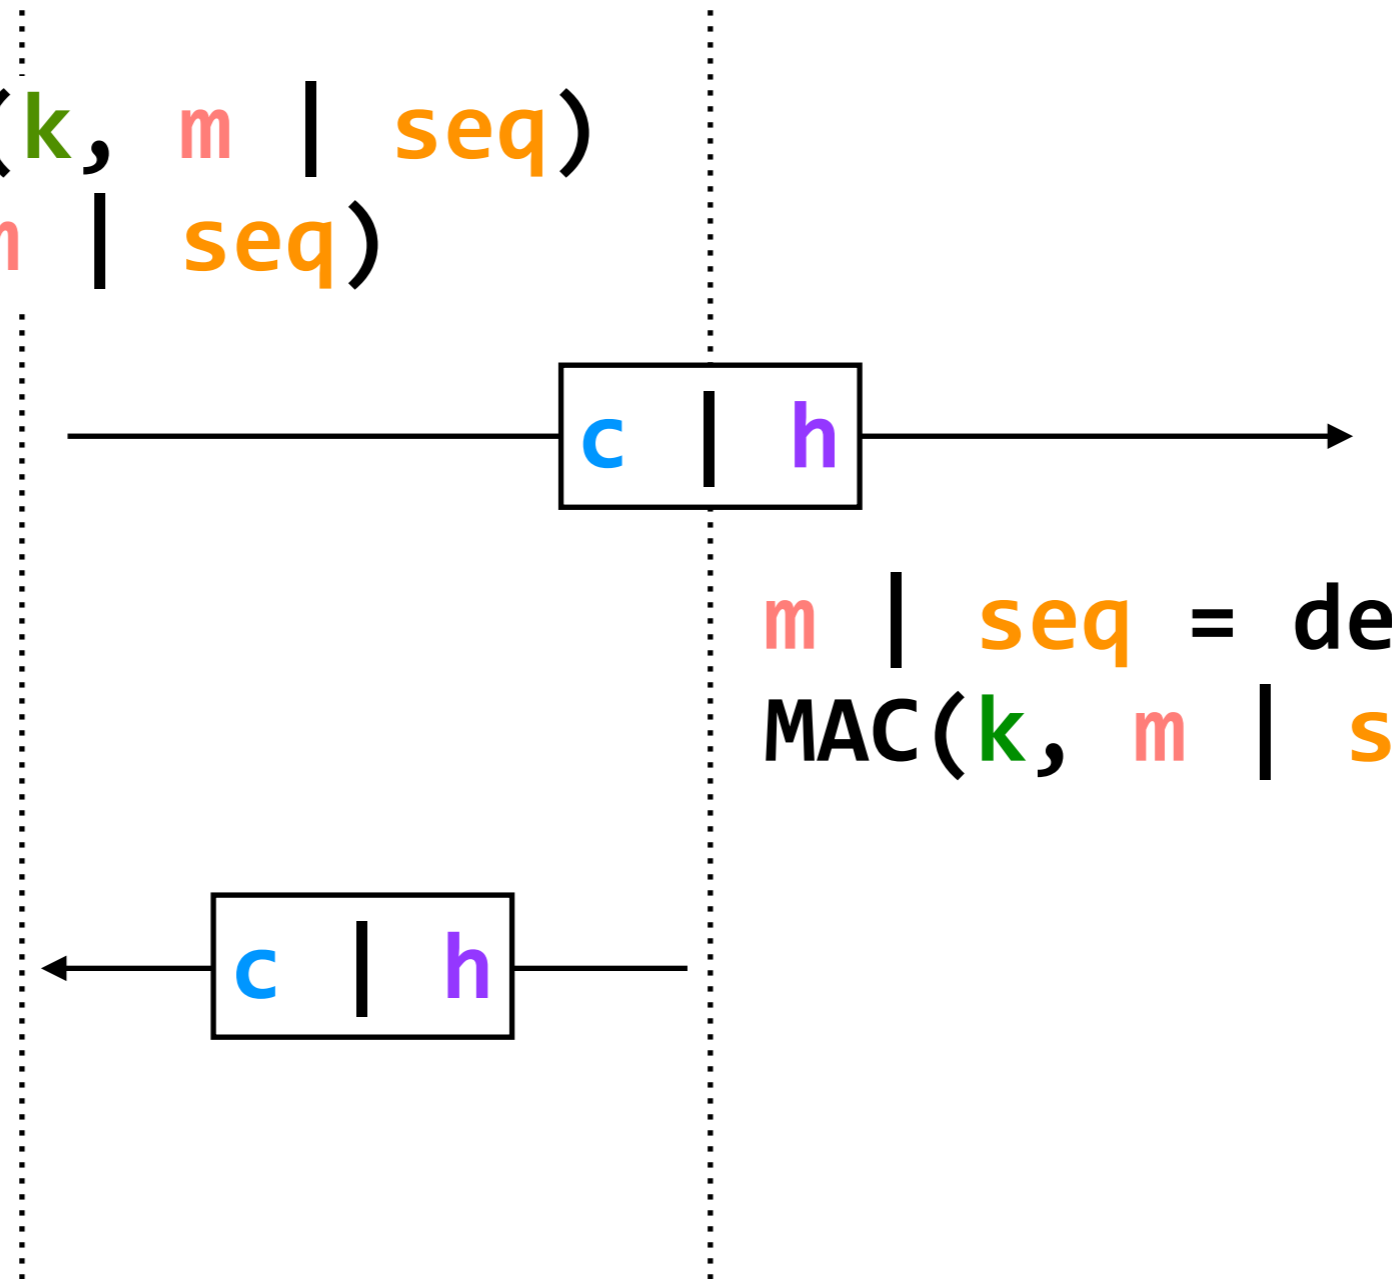 (k, m | seq)
m | seq)
c | h
m | seq = de
MAC(k, m | s
c | h